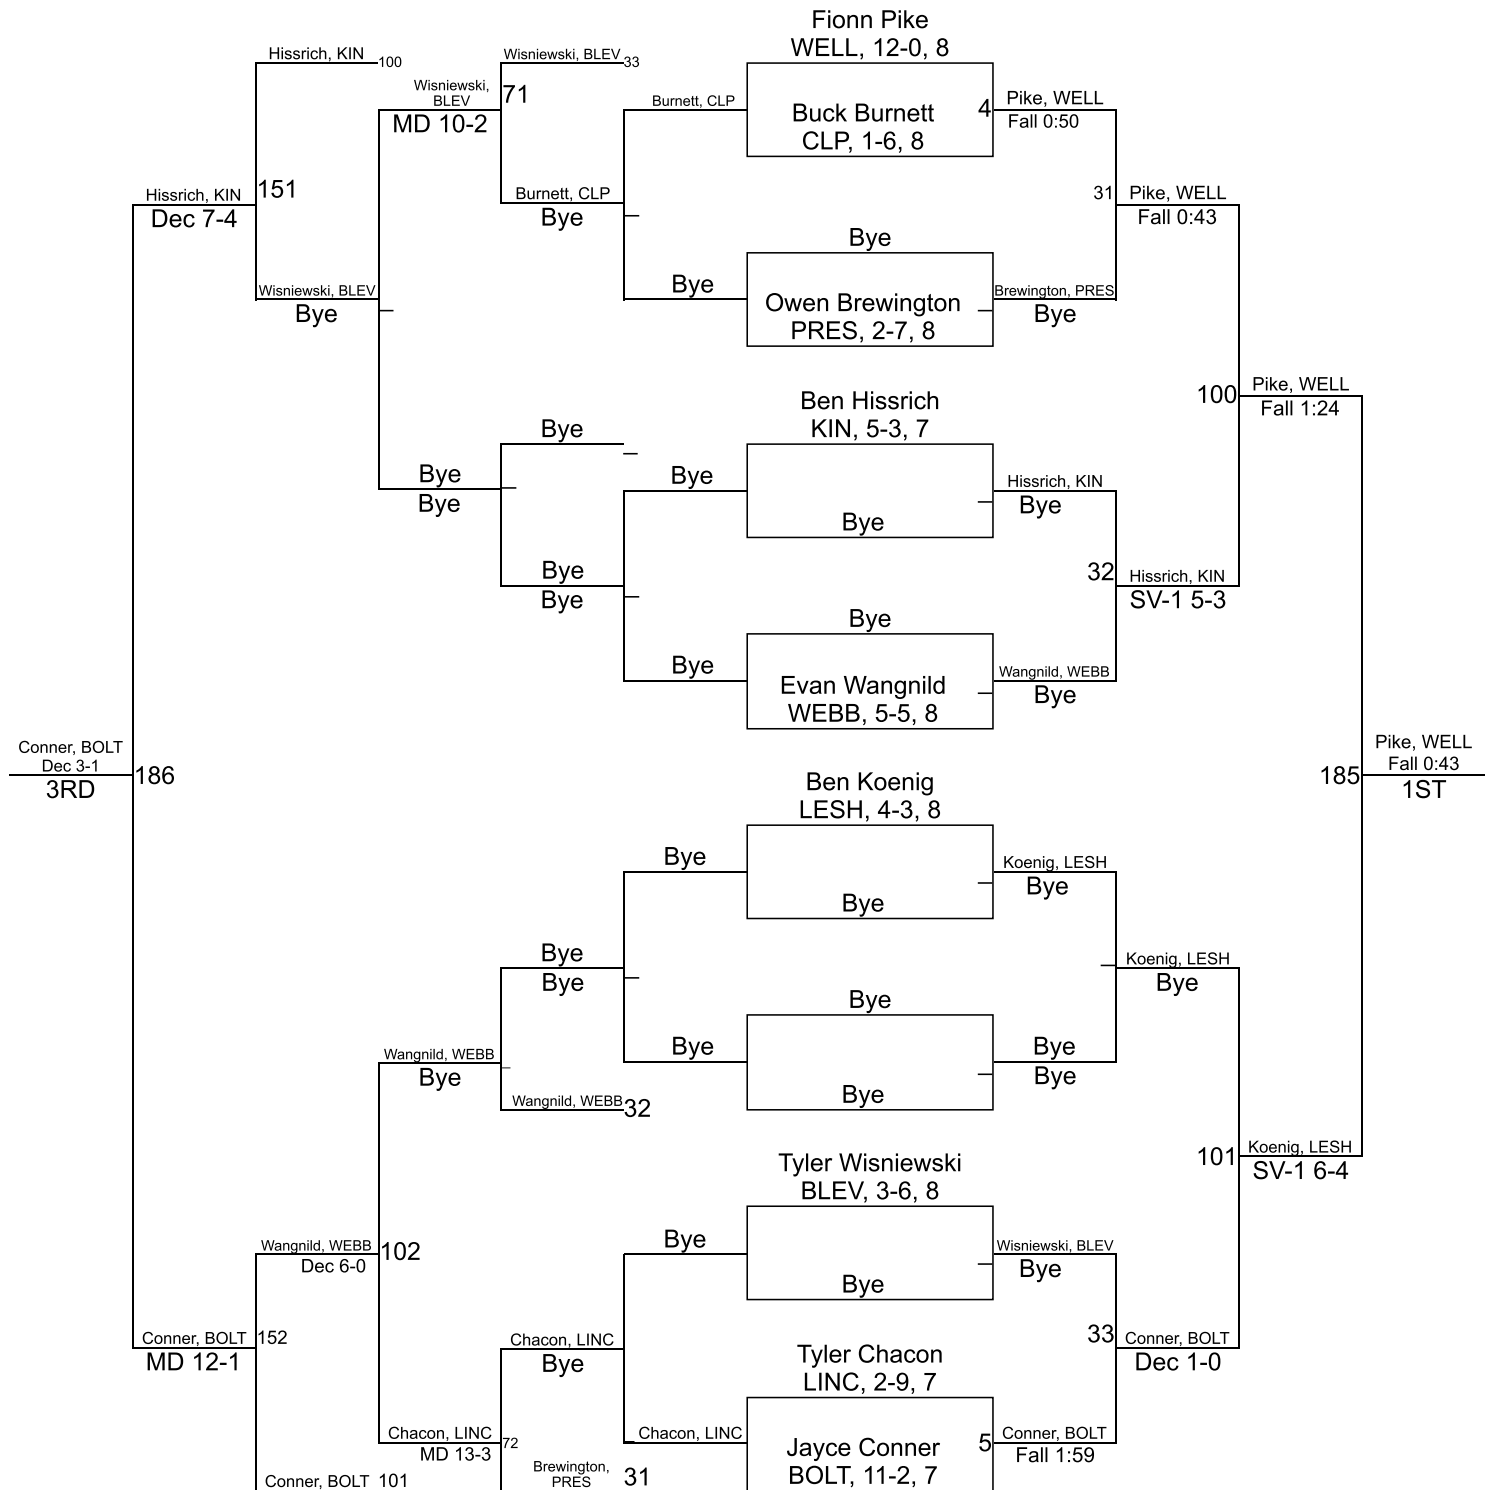 Fionn Pike
WELL, 12-0, 8
Hissrich, KIN
100
Wisniewski, BLEV
33
Wisniewski,
BLEV
71
MD 10-2
Burnett, CLP
Buck Burnett
CLP, 1-6, 8
4
Pike, WELL
Fall 0:50
Hissrich, KIN
151
Dec 7-4
Burnett, CLP
Bye
31
Pike, WELL
Fall 0:43
Bye
Wisniewski, BLEV
Bye
Bye
Owen Brewington
PRES, 2-7, 8
Brewington, PRES
Bye
Ben Hissrich
KIN, 5-3, 7
100
Pike, WELL
Fall 1:24
Bye
Bye
Bye
Bye
Bye
Hissrich, KIN
Bye
Bye
Bye
32
Hissrich, KIN
SV-1 5-3
Bye
Bye
Evan Wangnild
WEBB, 5-5, 8
Wangnild, WEBB
Bye
Conner, BOLT
Dec 3-1
186
3RD
Ben Koenig
LESH, 4-3, 8
185
Pike, WELL
Fall 0:43
1ST
Bye
Bye
Koenig, LESH
Bye
Bye
Bye
Koenig, LESH
Bye
Bye
Wangnild, WEBB
Bye
Bye
Bye
Bye
Bye
Wangnild, WEBB
32
Tyler Wisniewski
BLEV, 3-6, 8
101
Koenig, LESH
SV-1 6-4
Wangnild, WEBB
102
Dec 6-0
Bye
Bye
Wisniewski, BLEV
Bye
Conner, BOLT
152
MD 12-1
Chacon, LINC
Bye
Tyler Chacon
LINC, 2-9, 7
33
Conner, BOLT
Dec 1-0
Chacon, LINC
72
MD 13-3
Chacon, LINC
Jayce Conner
BOLT, 11-2, 7
5
Conner, BOLT
Fall 1:59
Conner, BOLT
101
Brewington,
PRES
31